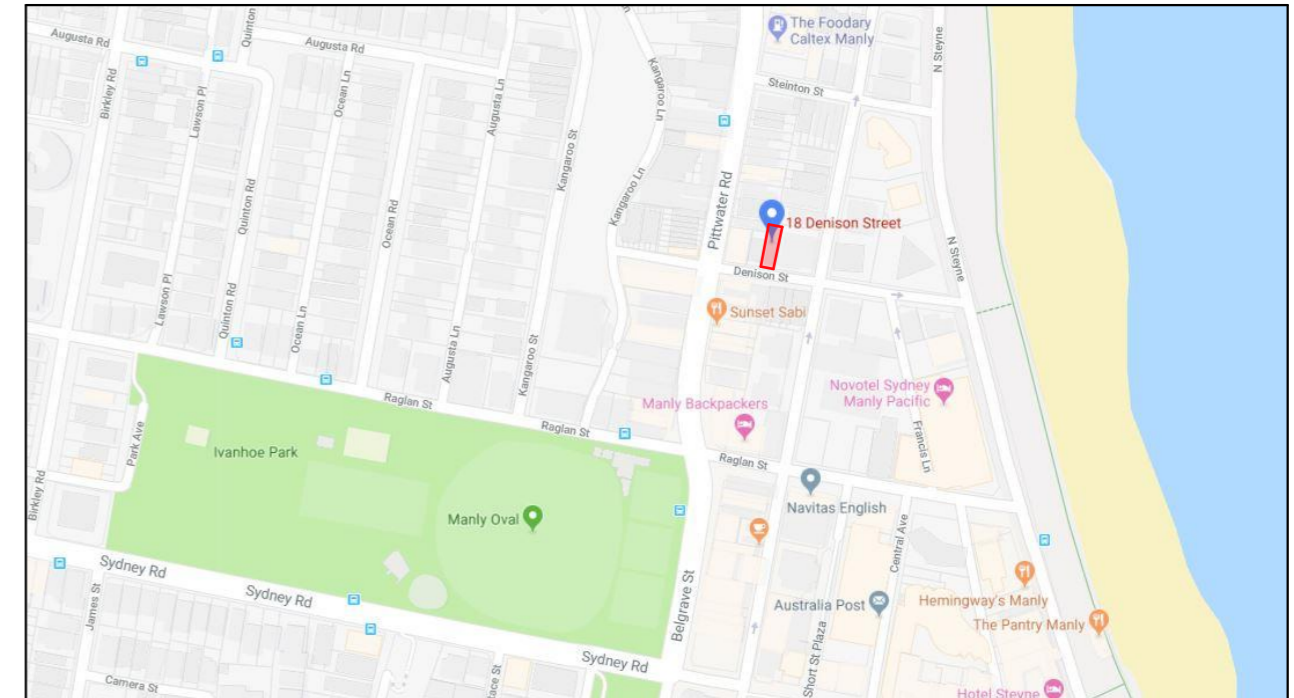 The Foodary
Caltex Manly
Quinton
Augusta Rd
Augusta Rd
N Steyne
Birkley Rd
Lawson Pl
Ocean Ln
Augusta Ln
Kangaroo Ln
Steinton St
Kangaroo St
Quinton Rd
Ocean Rd
Kangaroo Ln
Pittwater Rd
18 Denison Street
N Steyne
Denison St
Lawson Pl
Quinton Rd
Ocean Ln
Sunset Sabi
Augusta Ln
Kangaroo St
Novotel Sydney
Manly Pacific
Raglan St
Manly Backpackers
Raglan St
Park Ave
Ivanhoe Park
Francis Ln
Raglan St
Birkley Rd
Navitas English
Manly Oval
Central Ave
Sydney Rd
James St
Sydney Rd
Belgrave St
Australia Post
Hemingway's Manly
The Pantry Manly
Short St Plaza
Sydney Rd
Camera St
ace St
Hotel Steyne